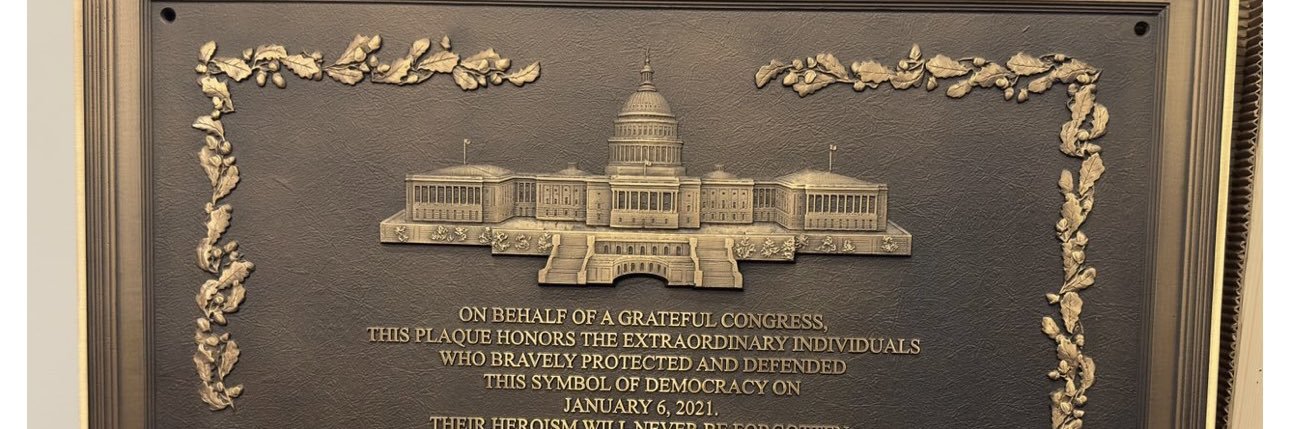 ON BEHALF OF A GRATEFUL CONGRESS,
THIS PLAQUE HONORS THE EXTRAORDINARY INDIVIDUALS
WHO BRAVELY PROTECTED AND DEFENDED
THIS SYMBOL OF DEMOCRACY ON
JANUARY 6, 2021.
THEIR HEROISM WILL NEVER BE FORGOTTEN